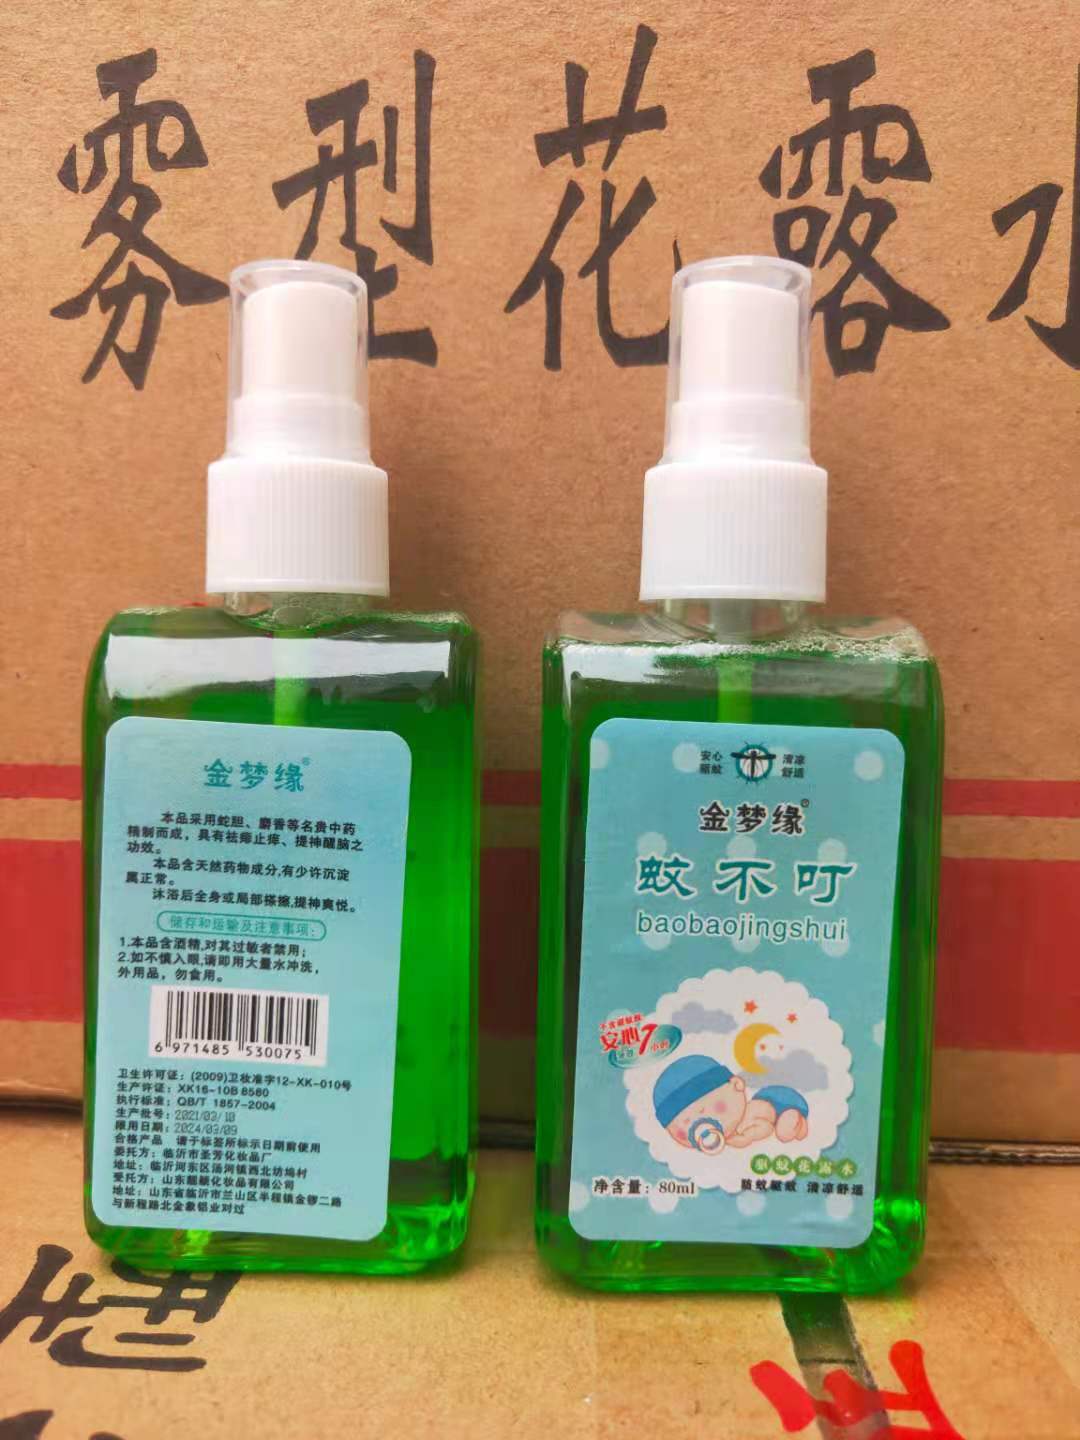 雾型花露水
金梦缘®
本品采用蛇胆、麝香等名贵中药
精制而成，具有祛痱止痒、提神醒脑之
功效。
本品含天然药物成分,有少许沉淀
属正常。
沐浴后全身或局部搽擦,提神爽悦。
储存和运输及注意事项:
1.本品含酒精,对其过敏者禁用;
2.如不慎入眼,请即用大量水冲洗,
外用品，勿食用。
6 971485 530075
卫生许可证：(2009)卫妆准字12-XK-010号
生产许证：XK16-10B 8580
执行标准：QB/T 1857-2004
生产批号：2021/03/10
限用日期：2024/03/09
合格产品 请于标签所标示日期前使用
委托方：临沂市圣芳化妆品厂
地址：临沂河东区汤河镇西北坊坞村
受托方：山东靓颖化妆品有限公司
地址：山东省临沂市兰山区半程镇金锣二路
与新程路北金象铝业对过
安心
驱蚊
清凉
舒适
金梦缘®
蚊不叮
baobaojingshui
安心7小时
驱蚊花露水
净含量：80ml
防蚊驱蚊 清凉舒适